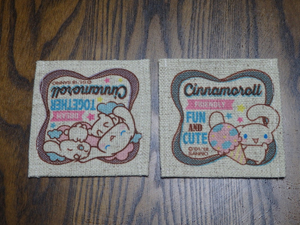 Cinnamoroll
TOGETHER
DREAM
Cinnamoroll
FRIENDLY
FUN
AND
CUTE